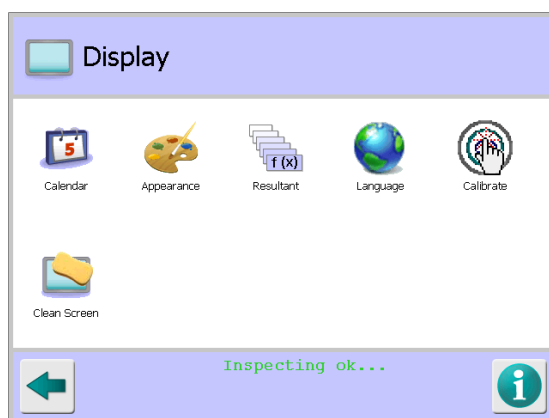 Display
5
f (x)
Calendar
Appearance
Resultant
Language
Calibrate
Clean Screen
Inspecting ok...
i